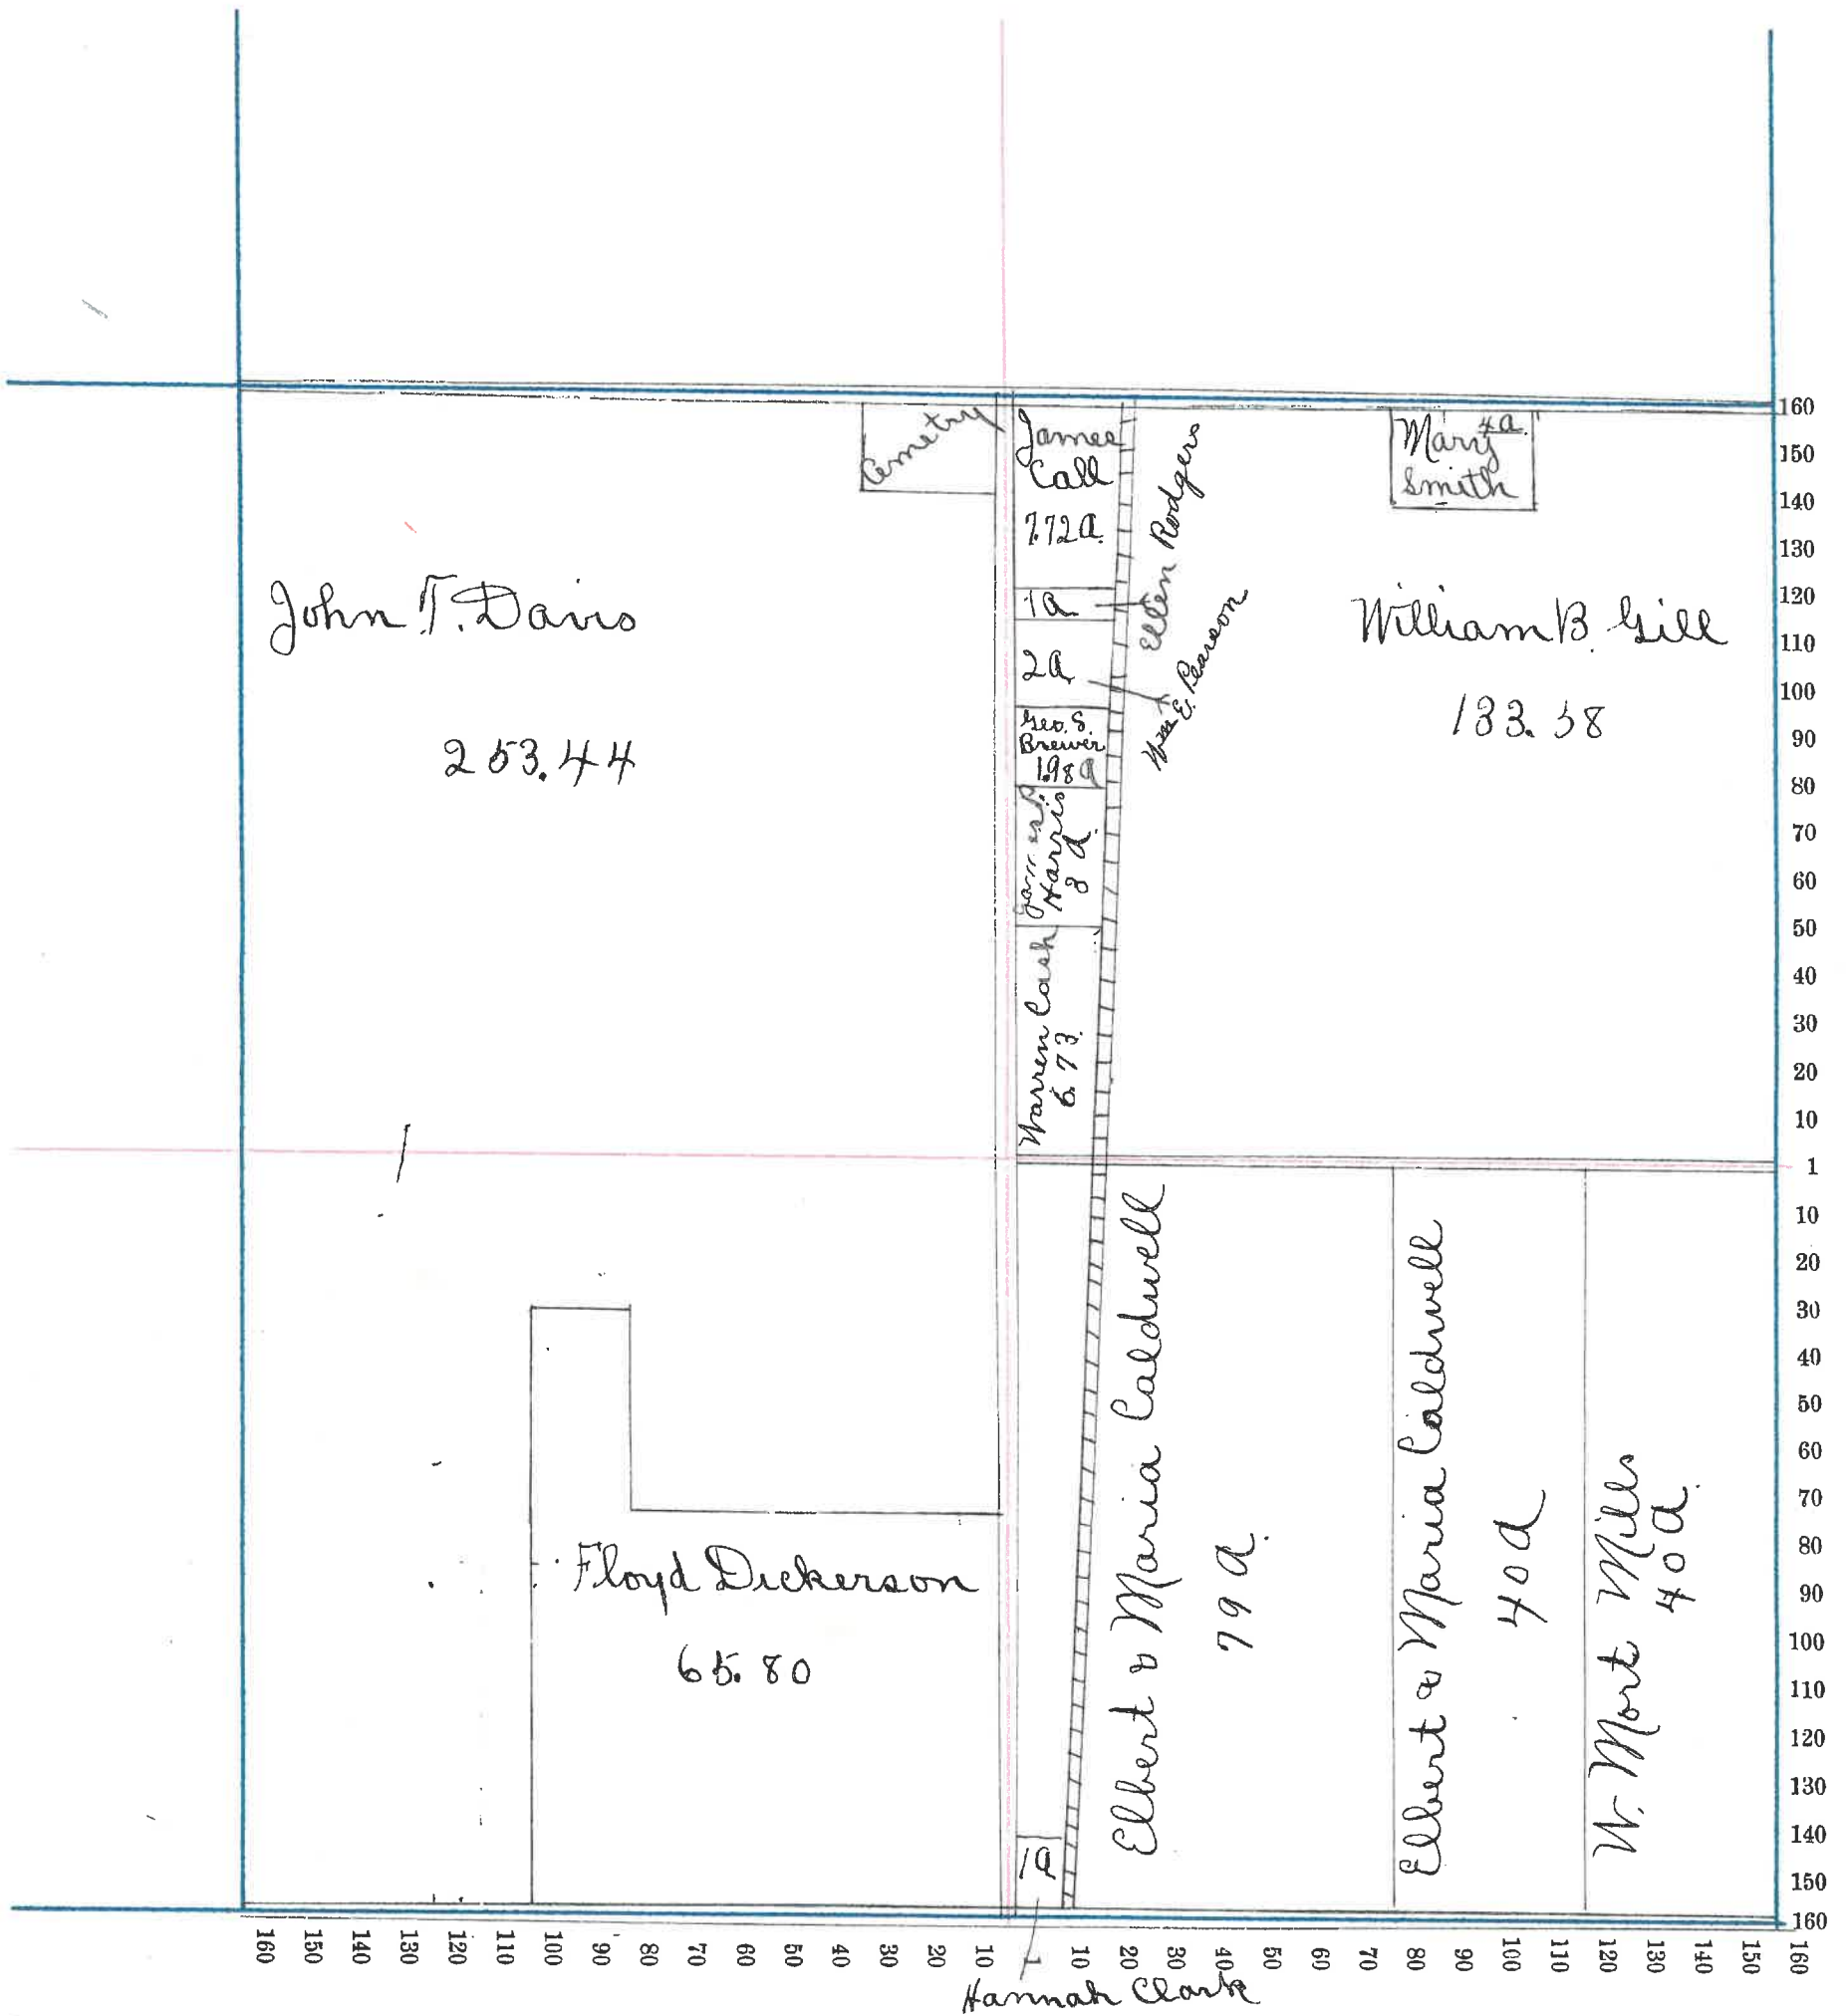 Cemetry
James
Call
7.72a.
1a
Ellen Rodgers
2a
Wm E. Pearson
Geo. S.
Brewer
1.98a
Harris
3 a.
Warren Cash
6.73.
Mary 4a.
Smith
John T. Davis
253.44
William B. Gill
133.58
160
150
140
130
120
110
100
90
80
70
60
50
40
30
20
10
1
10
20
30
40
50
60
70
80
90
100
110
120
130
140
150
160
Floyd Dickerson
65.80
Elbert & Maria Caldwell
79 a.
Elbert & Maria Caldwell
40a
W. Mort Mills
40a.
1a
160 150 140 130 120 110 100 90 80 70 60 50 40 30 20 10 1 10 20 30 40 50 60 70 80 90 100 110 120 130 140 150 160
Hannah Clark